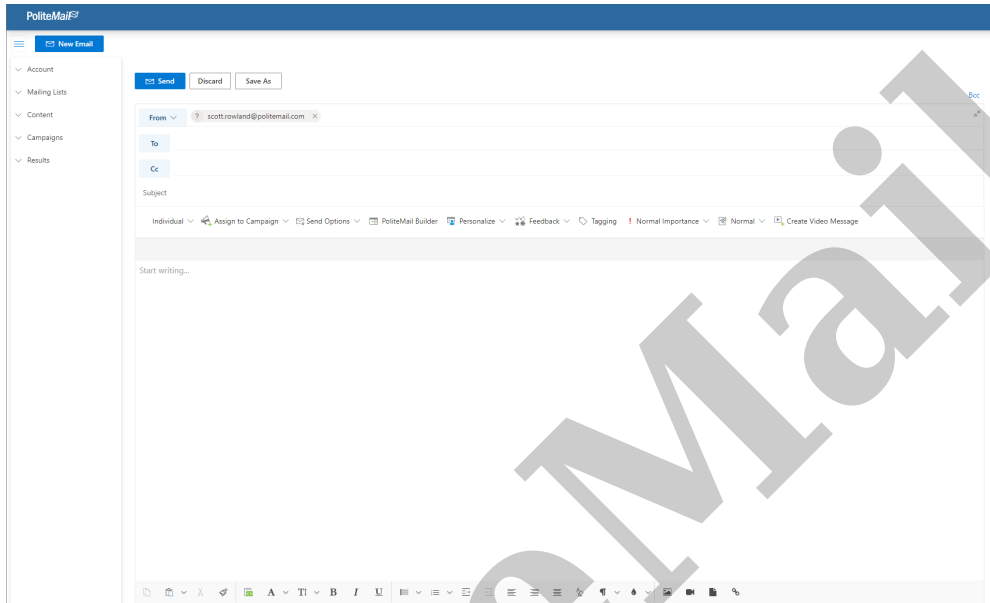 PoliteMail
New Email
Account
Mailing Lists
Content
Campaigns
Results
Send Discard Save As
Bcc
From ? scott.rowland@politemail.com ×
To
Cc
Subject
Individual Assign to Campaign Send Options PoliteMail Builder Personalize Feedback Tagging ! Normal Importance Normal Create Video Message
Start writing...
A T! B I U
aMail